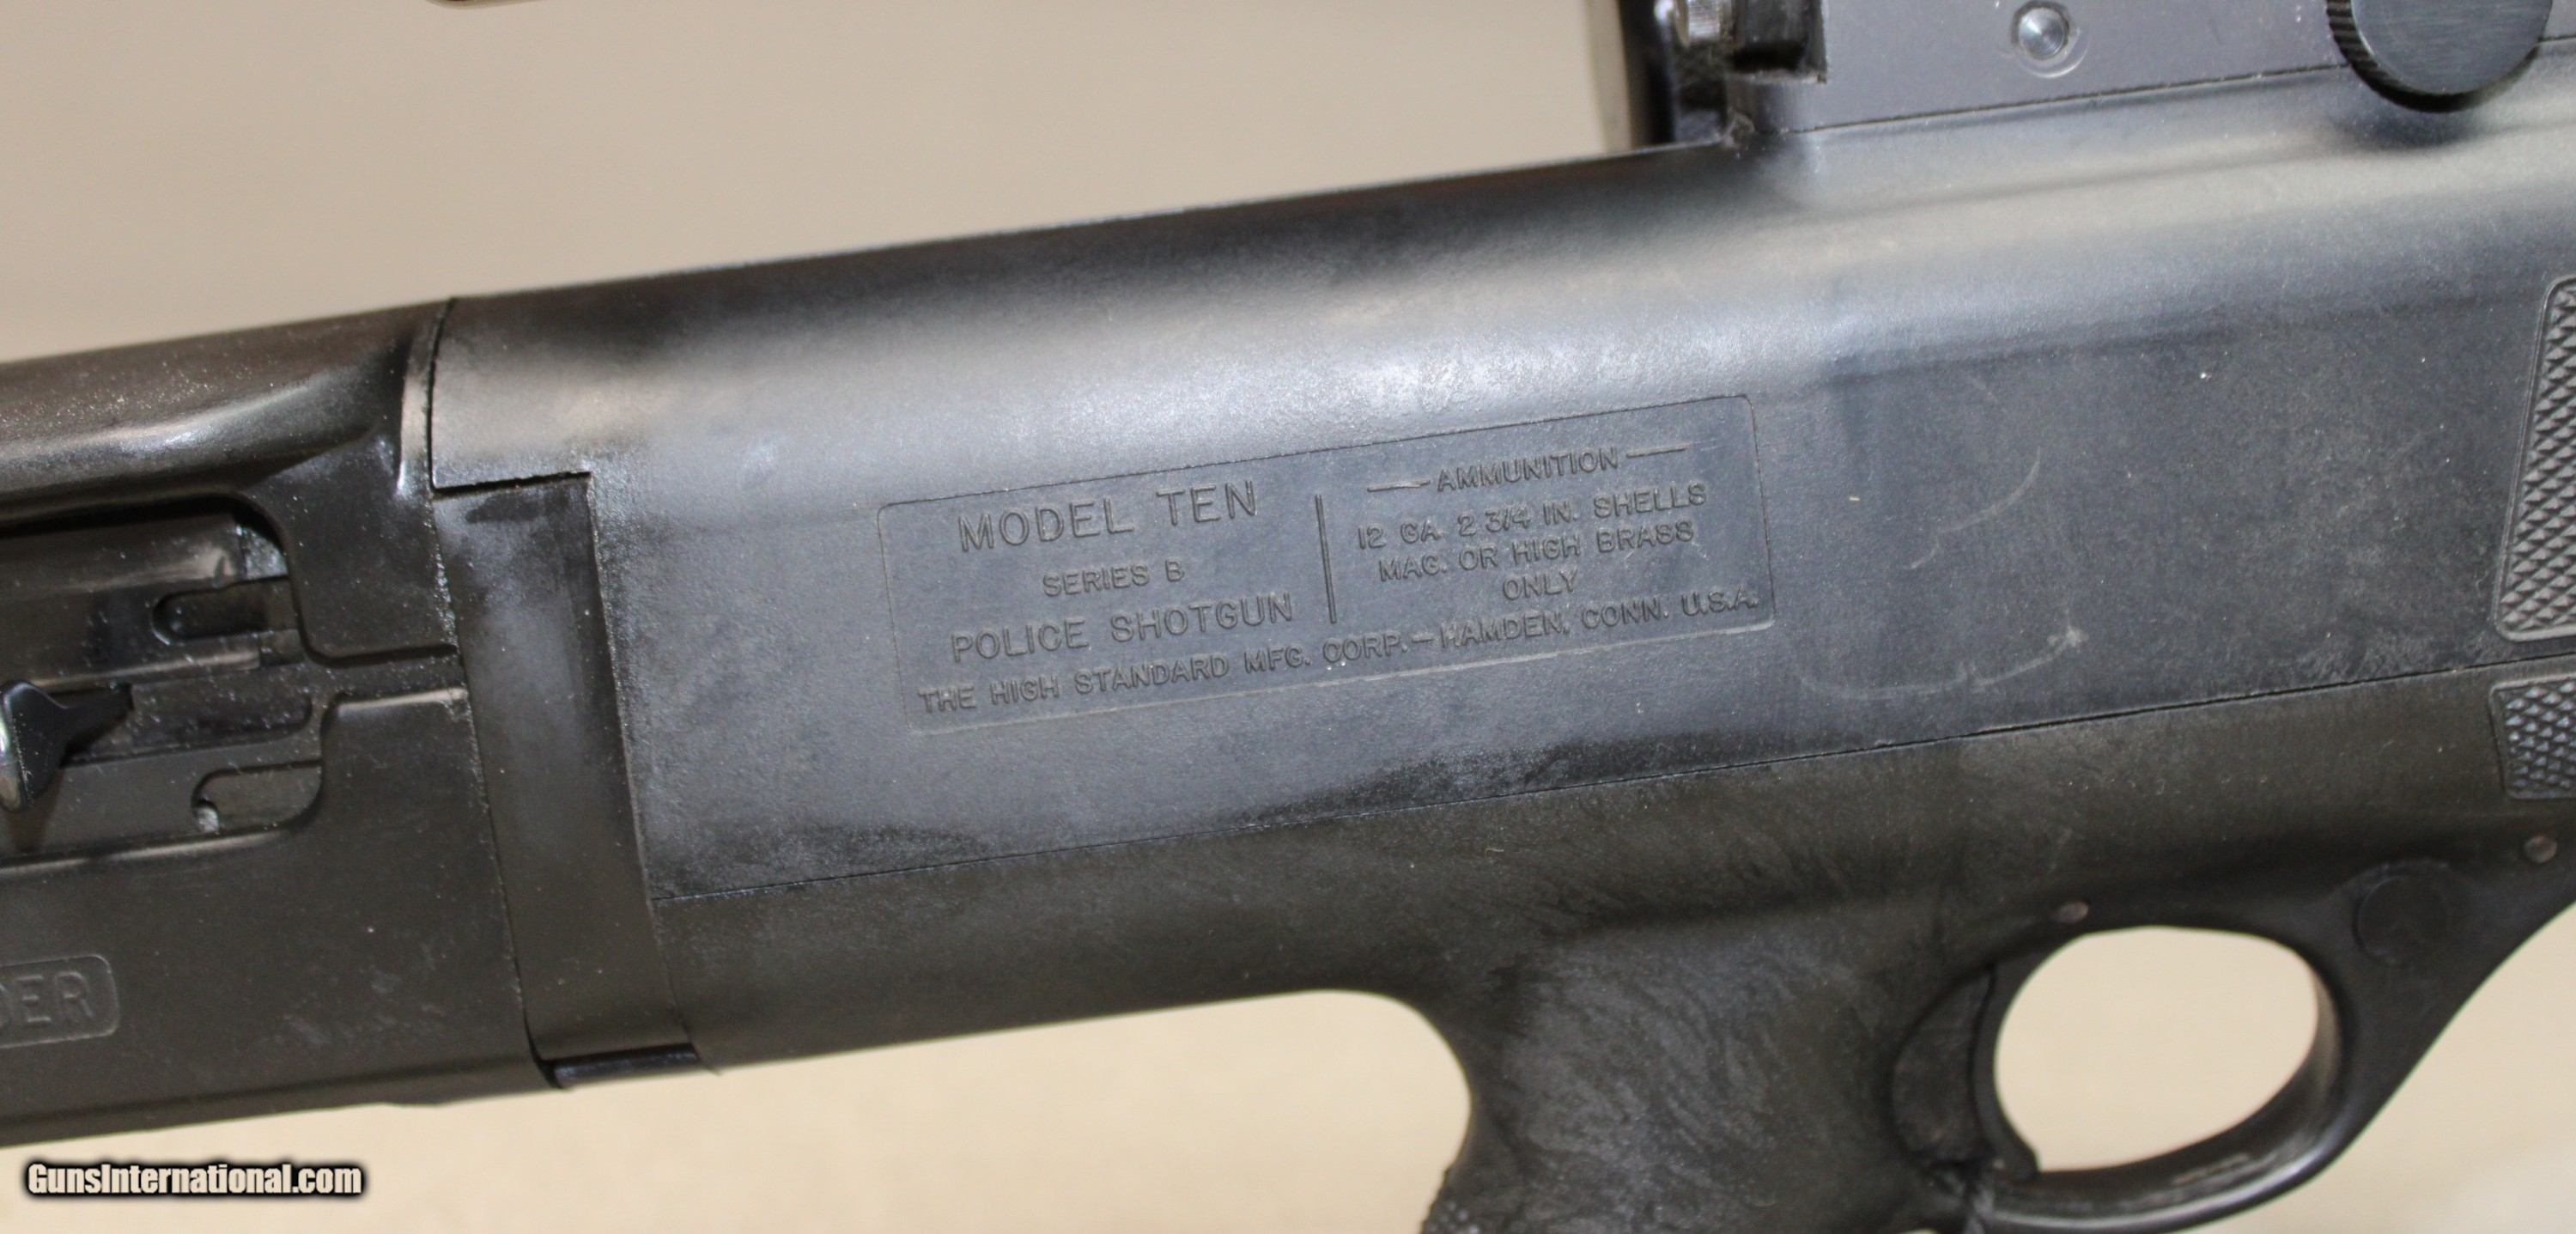 MODEL TEN
SERIES B
POLICE SHOTGUN
— AMMUNITION —
12 GA. 2 3/4 IN. SHELLS
MAG. OR HIGH BRASS
ONLY
THE HIGH STANDARD MFG. CORP. — HAMDEN, CONN. U.S.A.
GunsInternational.com